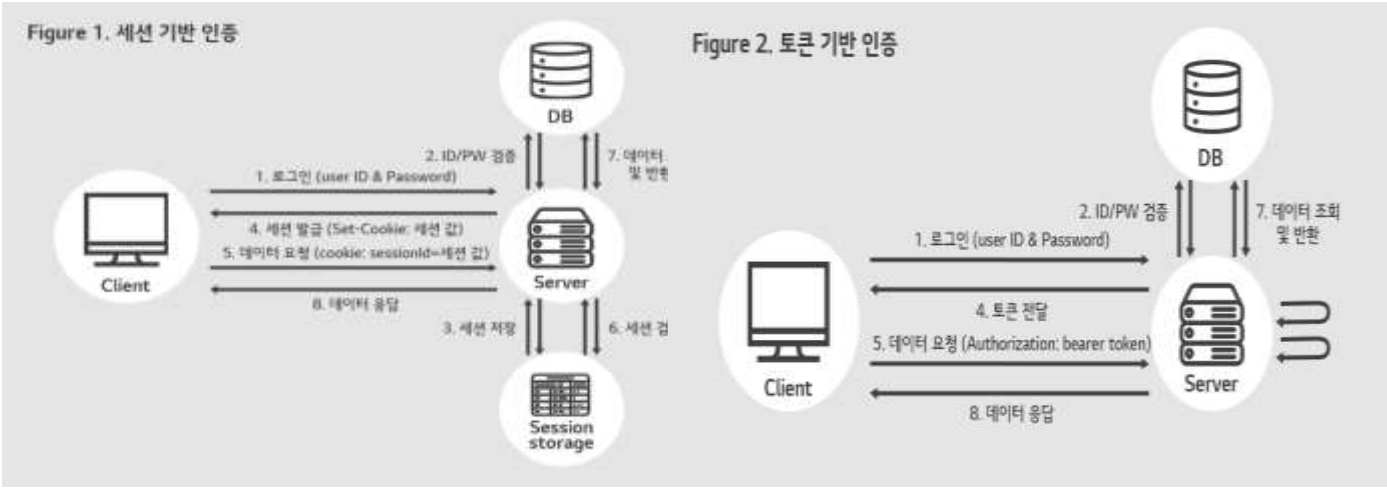 Figure 1. 세션 기반 인증
DB
2. ID/PW 검증
7. 데이터
및 반환
1. 로그인 (user ID & Password)
4. 세션 발급 (Set-Cookie: 세션 값)
5. 데이터 요청 (cookie: sessionId=세션 값)
8. 데이터 응답
Client
Server
3. 세션 저장
6. 세션 검
Session
storage
Figure 2. 토큰 기반 인증
DB
2. ID/PW 검증
7. 데이터 조회
및 반환
1. 로그인 (user ID & Password)
4. 토큰 전달
5. 데이터 요청 (Authorization: bearer token)
8. 데이터 응답
Client
Server